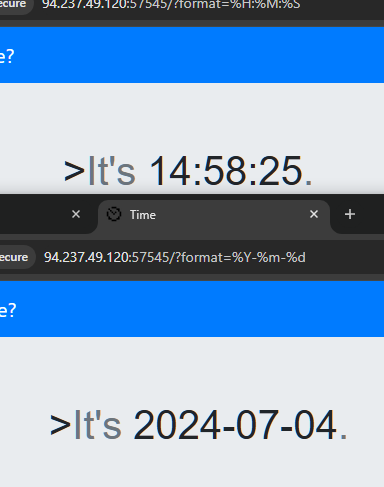 ecure 94.237.49.120:57545/?format=%H:%M:%S
e?
>It's 14:58:25.
Time
ecure 94.237.49.120:57545/?format=%Y-%m-%d
e?
>It's 2024-07-04.